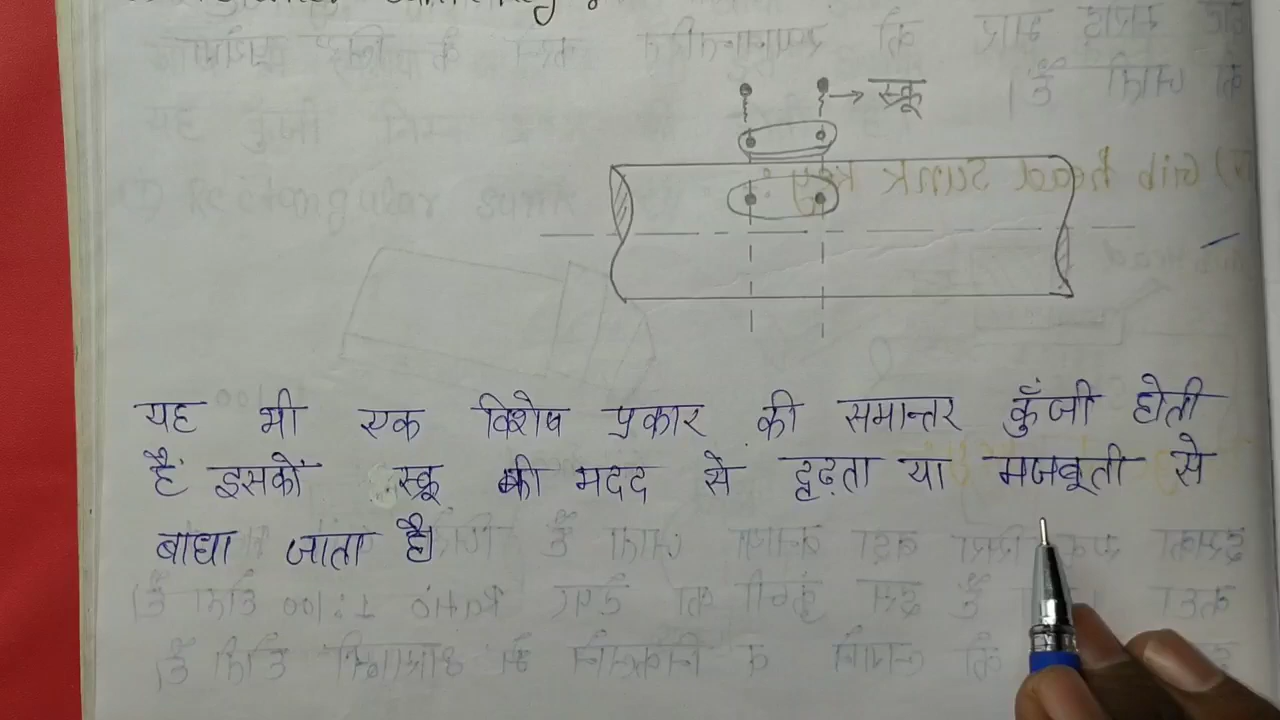 स्क्रू
यह भी एक विशेष प्रकार की समान्तर कुँजी होती
हैं इसको स्क्रू की मदद से दृढ़ता या मजबूती से
बाधा जाता है।